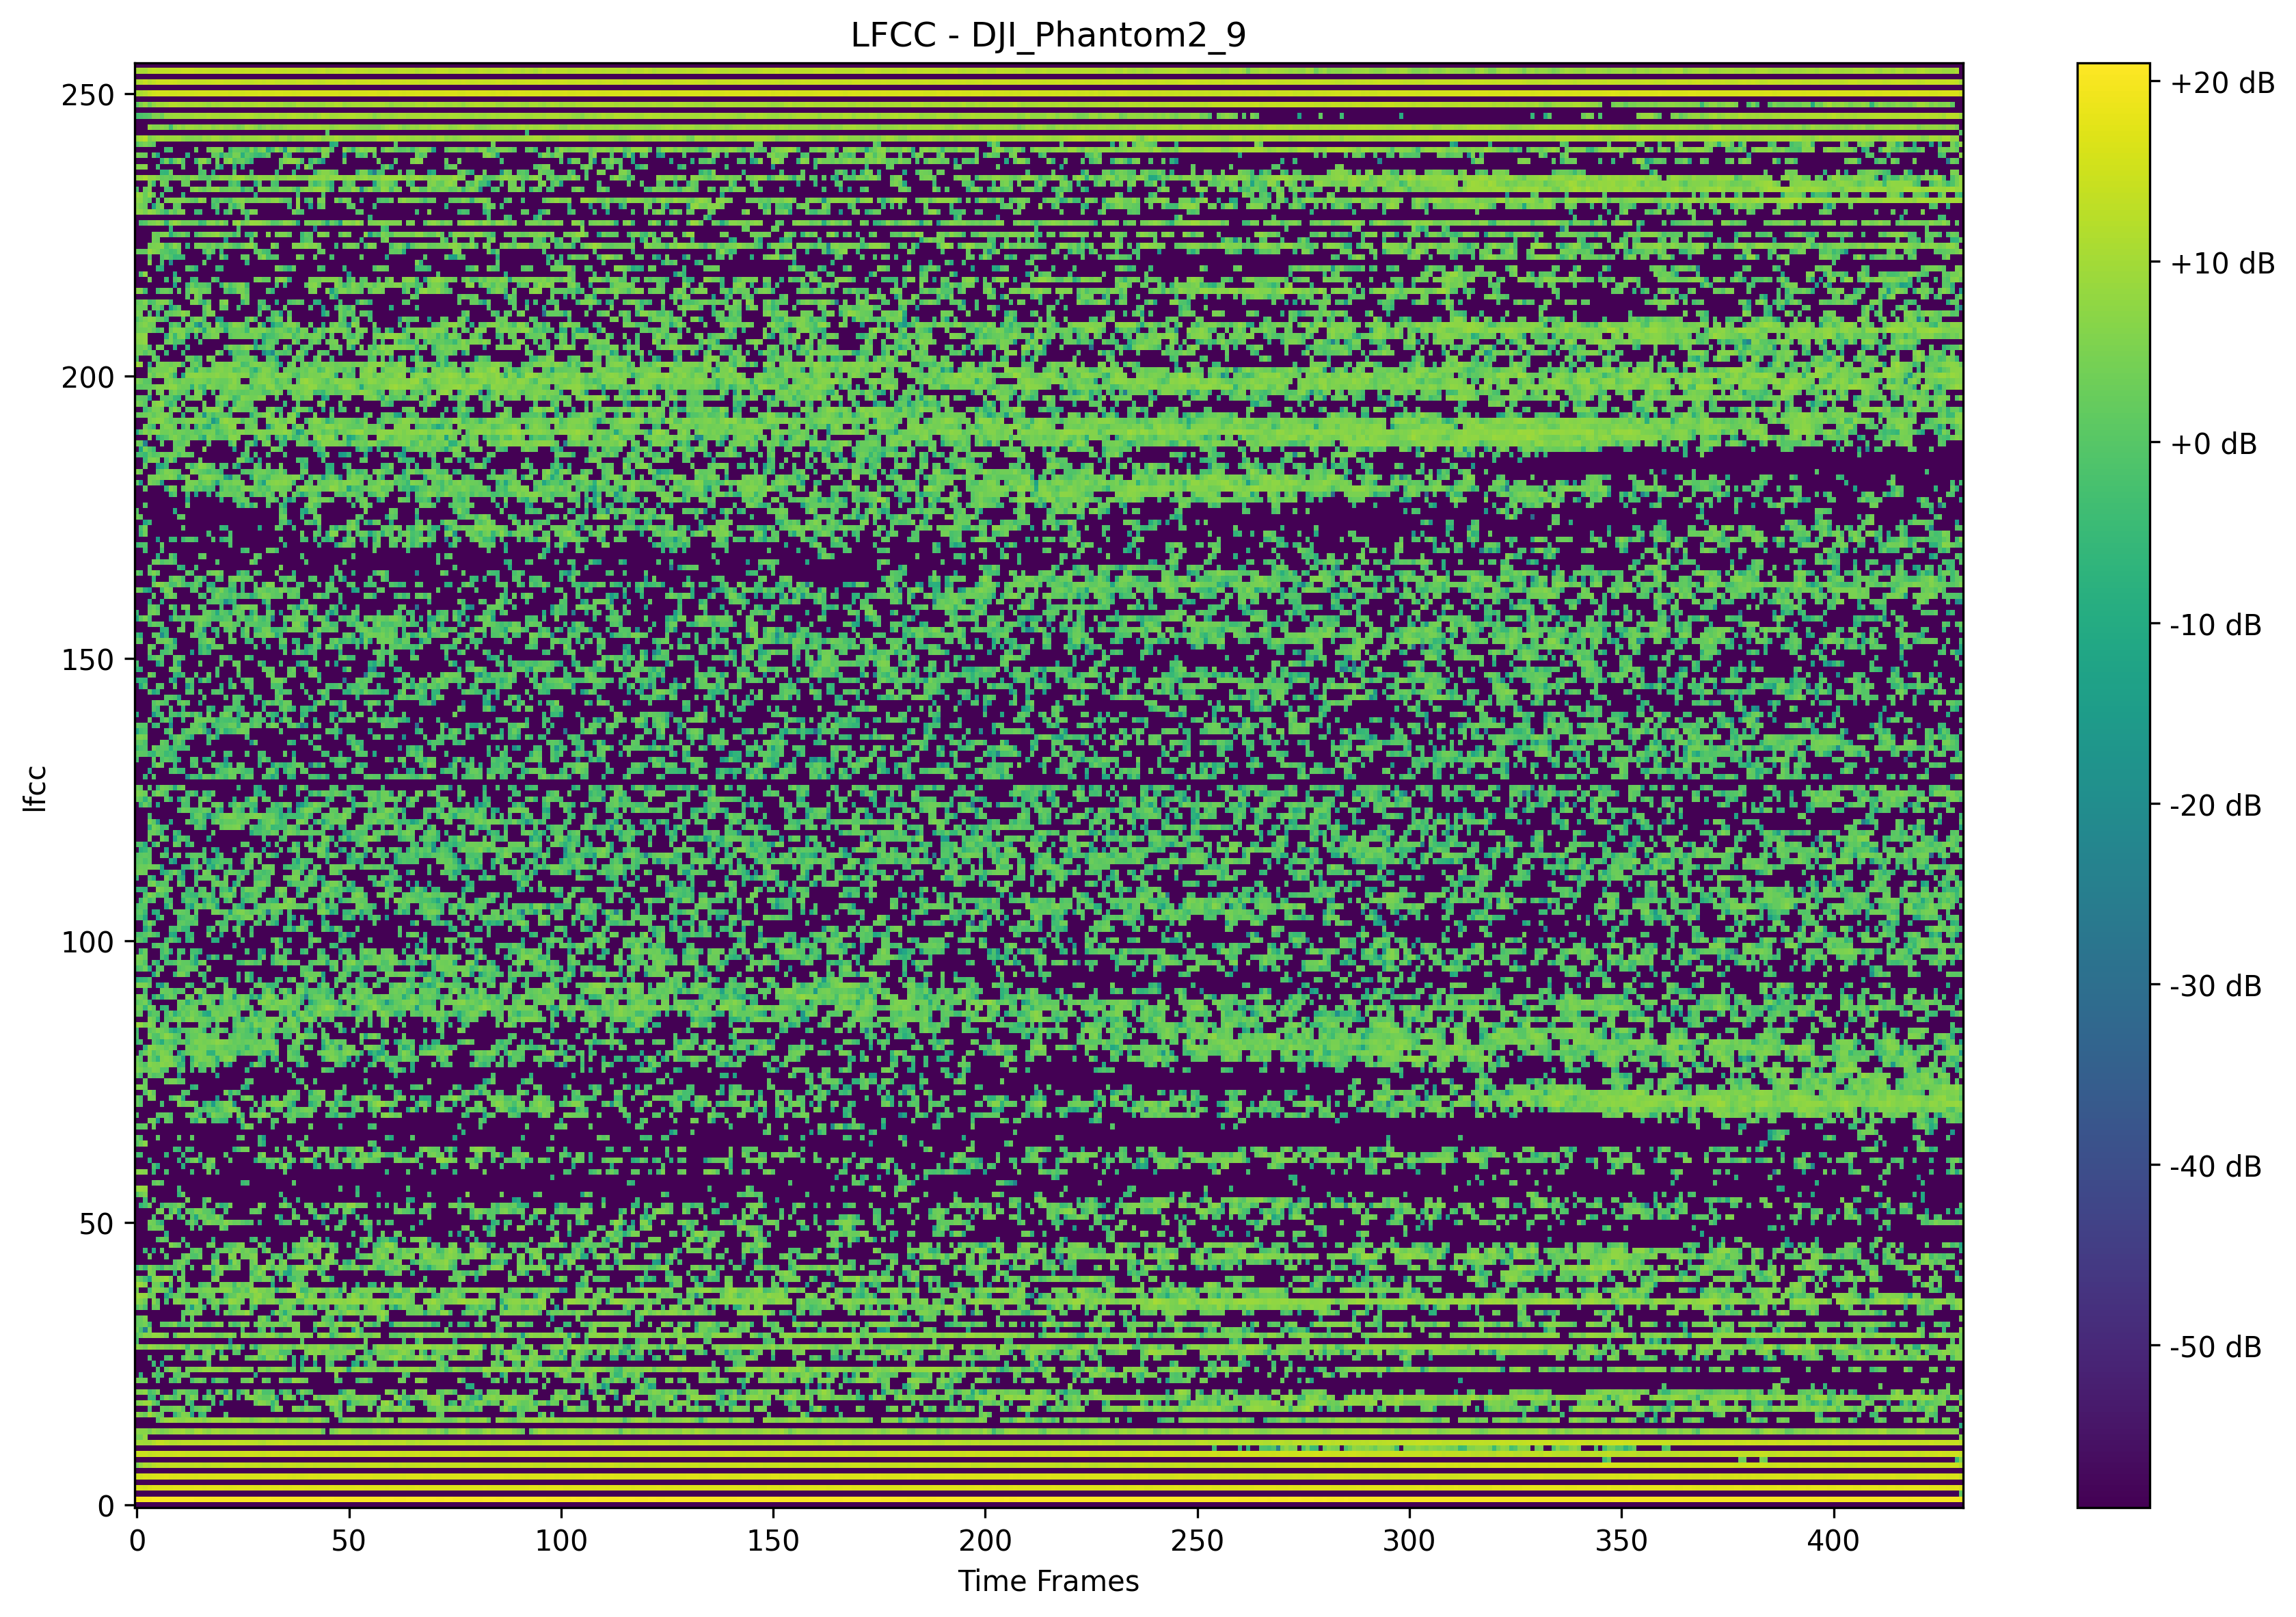 LFCC - DJI_Phantom2_9
250
200
150
100
50
0
lfcc
0 50 100 150 200 250 300 350 400
Time Frames
+20 dB
+10 dB
+0 dB
-10 dB
-20 dB
-30 dB
-40 dB
-50 dB